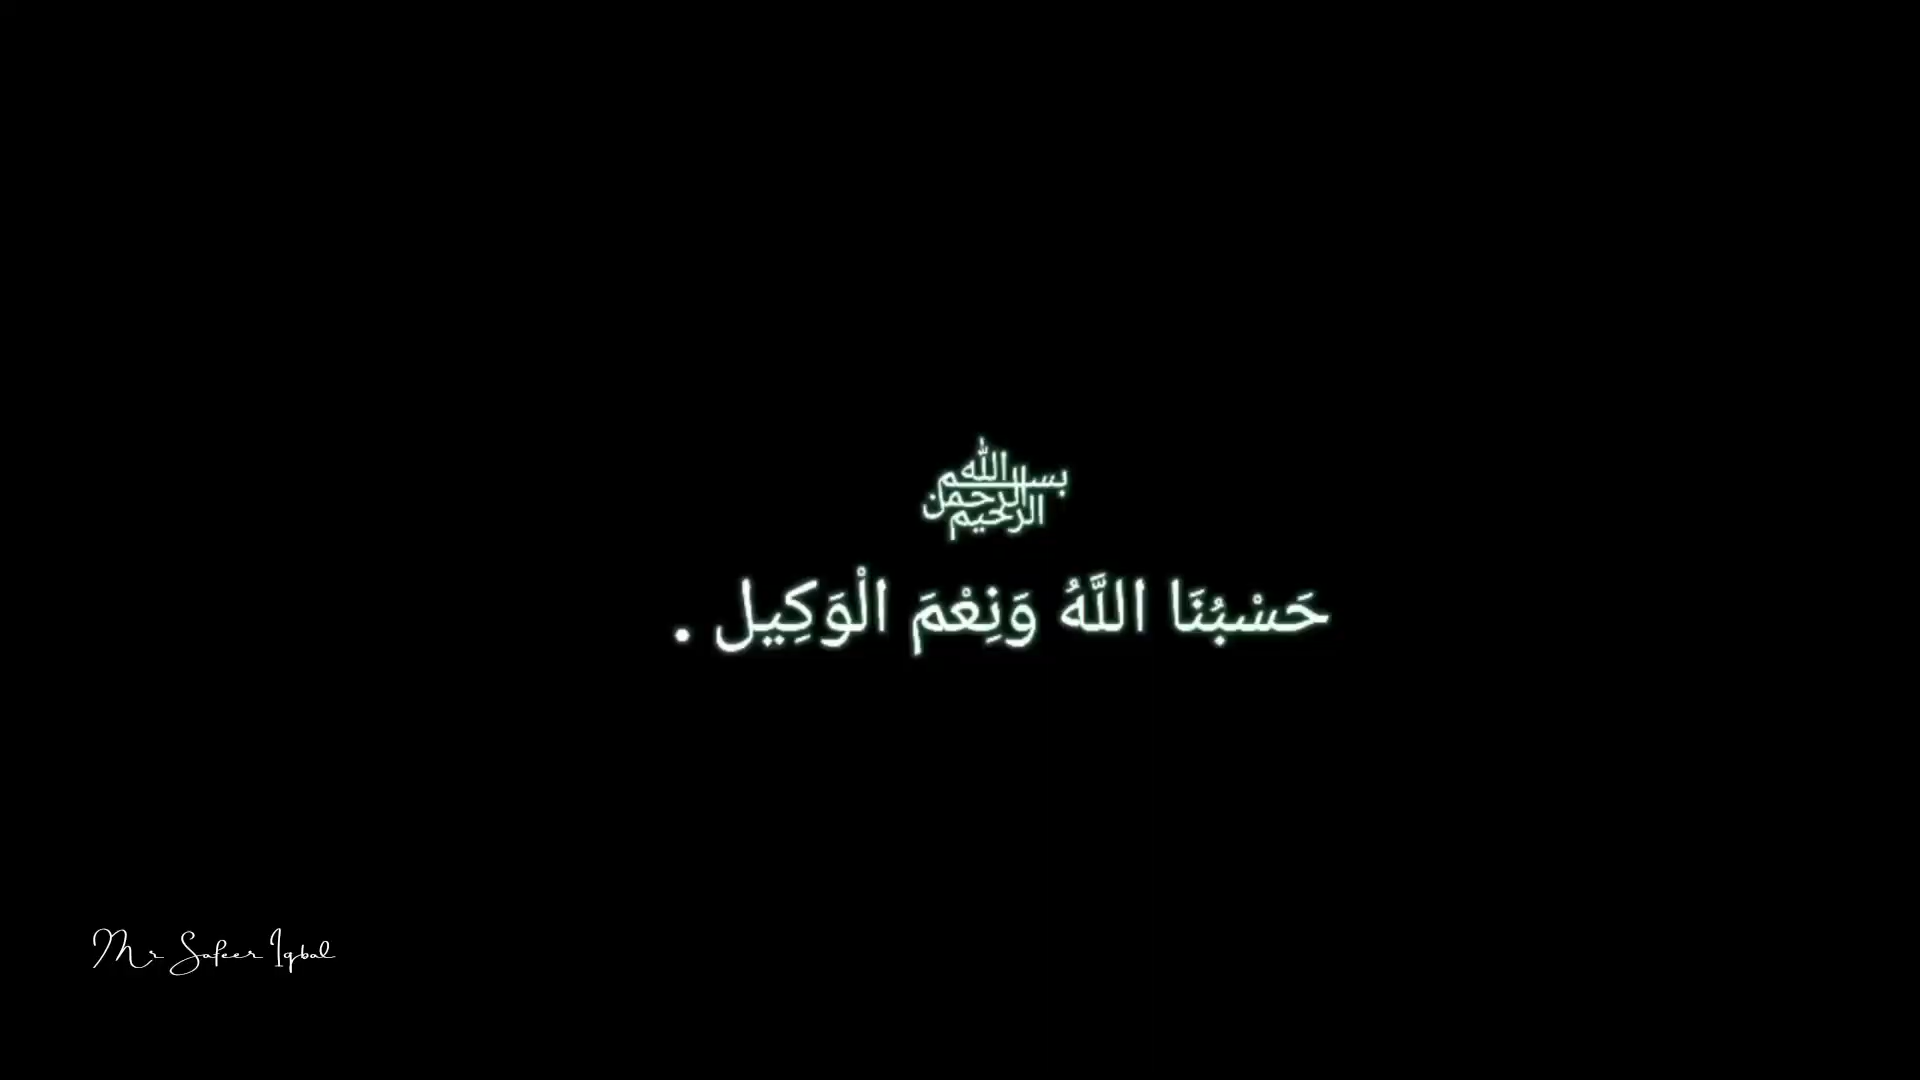 بسم الله الرحمن الرحيم
حَسْبُنَا اللَّهُ وَنِعْمَ الْوَكِيل .
Mr Safeer Iqbal